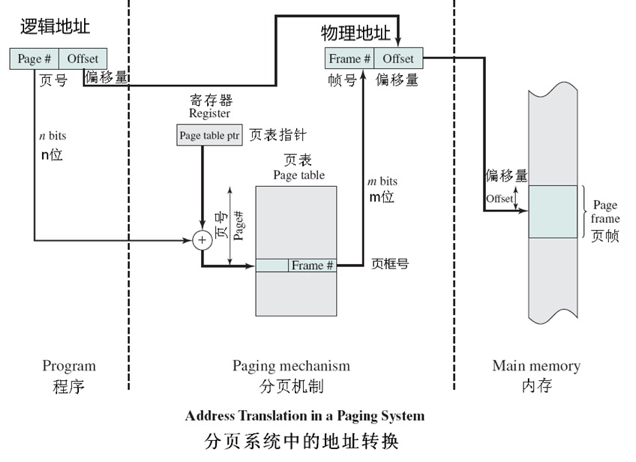 逻辑地址
Page # Offset
页号 偏移量
n bits
n位
寄存器
Register
Page table ptr 页表指针
页表
Page table
页号
Page#
Frame #
页框号
物理地址
Frame # Offset
帧号 偏移量
m bits
m位
偏移量
Offset
Page
frame
页帧
Program
程序
Paging mechanism
分页机制
Main memory
内存
Address Translation in a Paging System
分页系统中的地址转换